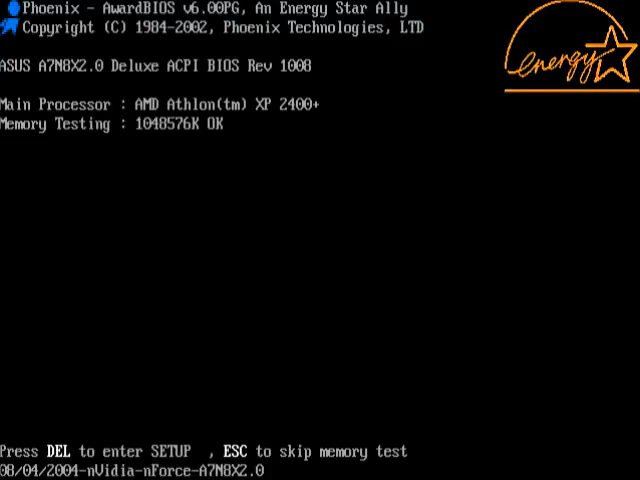 Phoenix - AwardBIOS v6.00PG, An Energy Star Ally
Copyright (C) 1984-2002, Phoenix Technologies, LTD
energy
ASUS A7N8X2.0 Deluxe ACPI BIOS Rev 1008
Main Processor : AMD Athlon(tm) XP 2400+
Memory Testing : 1048576K OK
Press DEL to enter SETUP , ESC to skip memory test
08/04/2004-nVidia-nForce-A7N8X2.0